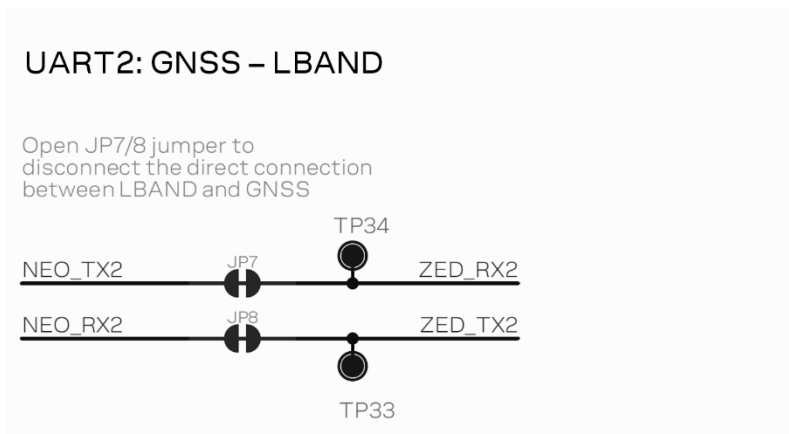 UART2: GNSS – LBAND
Open JP7/8 jumper to
disconnect the direct connection
between LBAND and GNSS
TP34
NEO_TX2
JP7
ZED_RX2
NEO_RX2
JP8
ZED_TX2
TP33